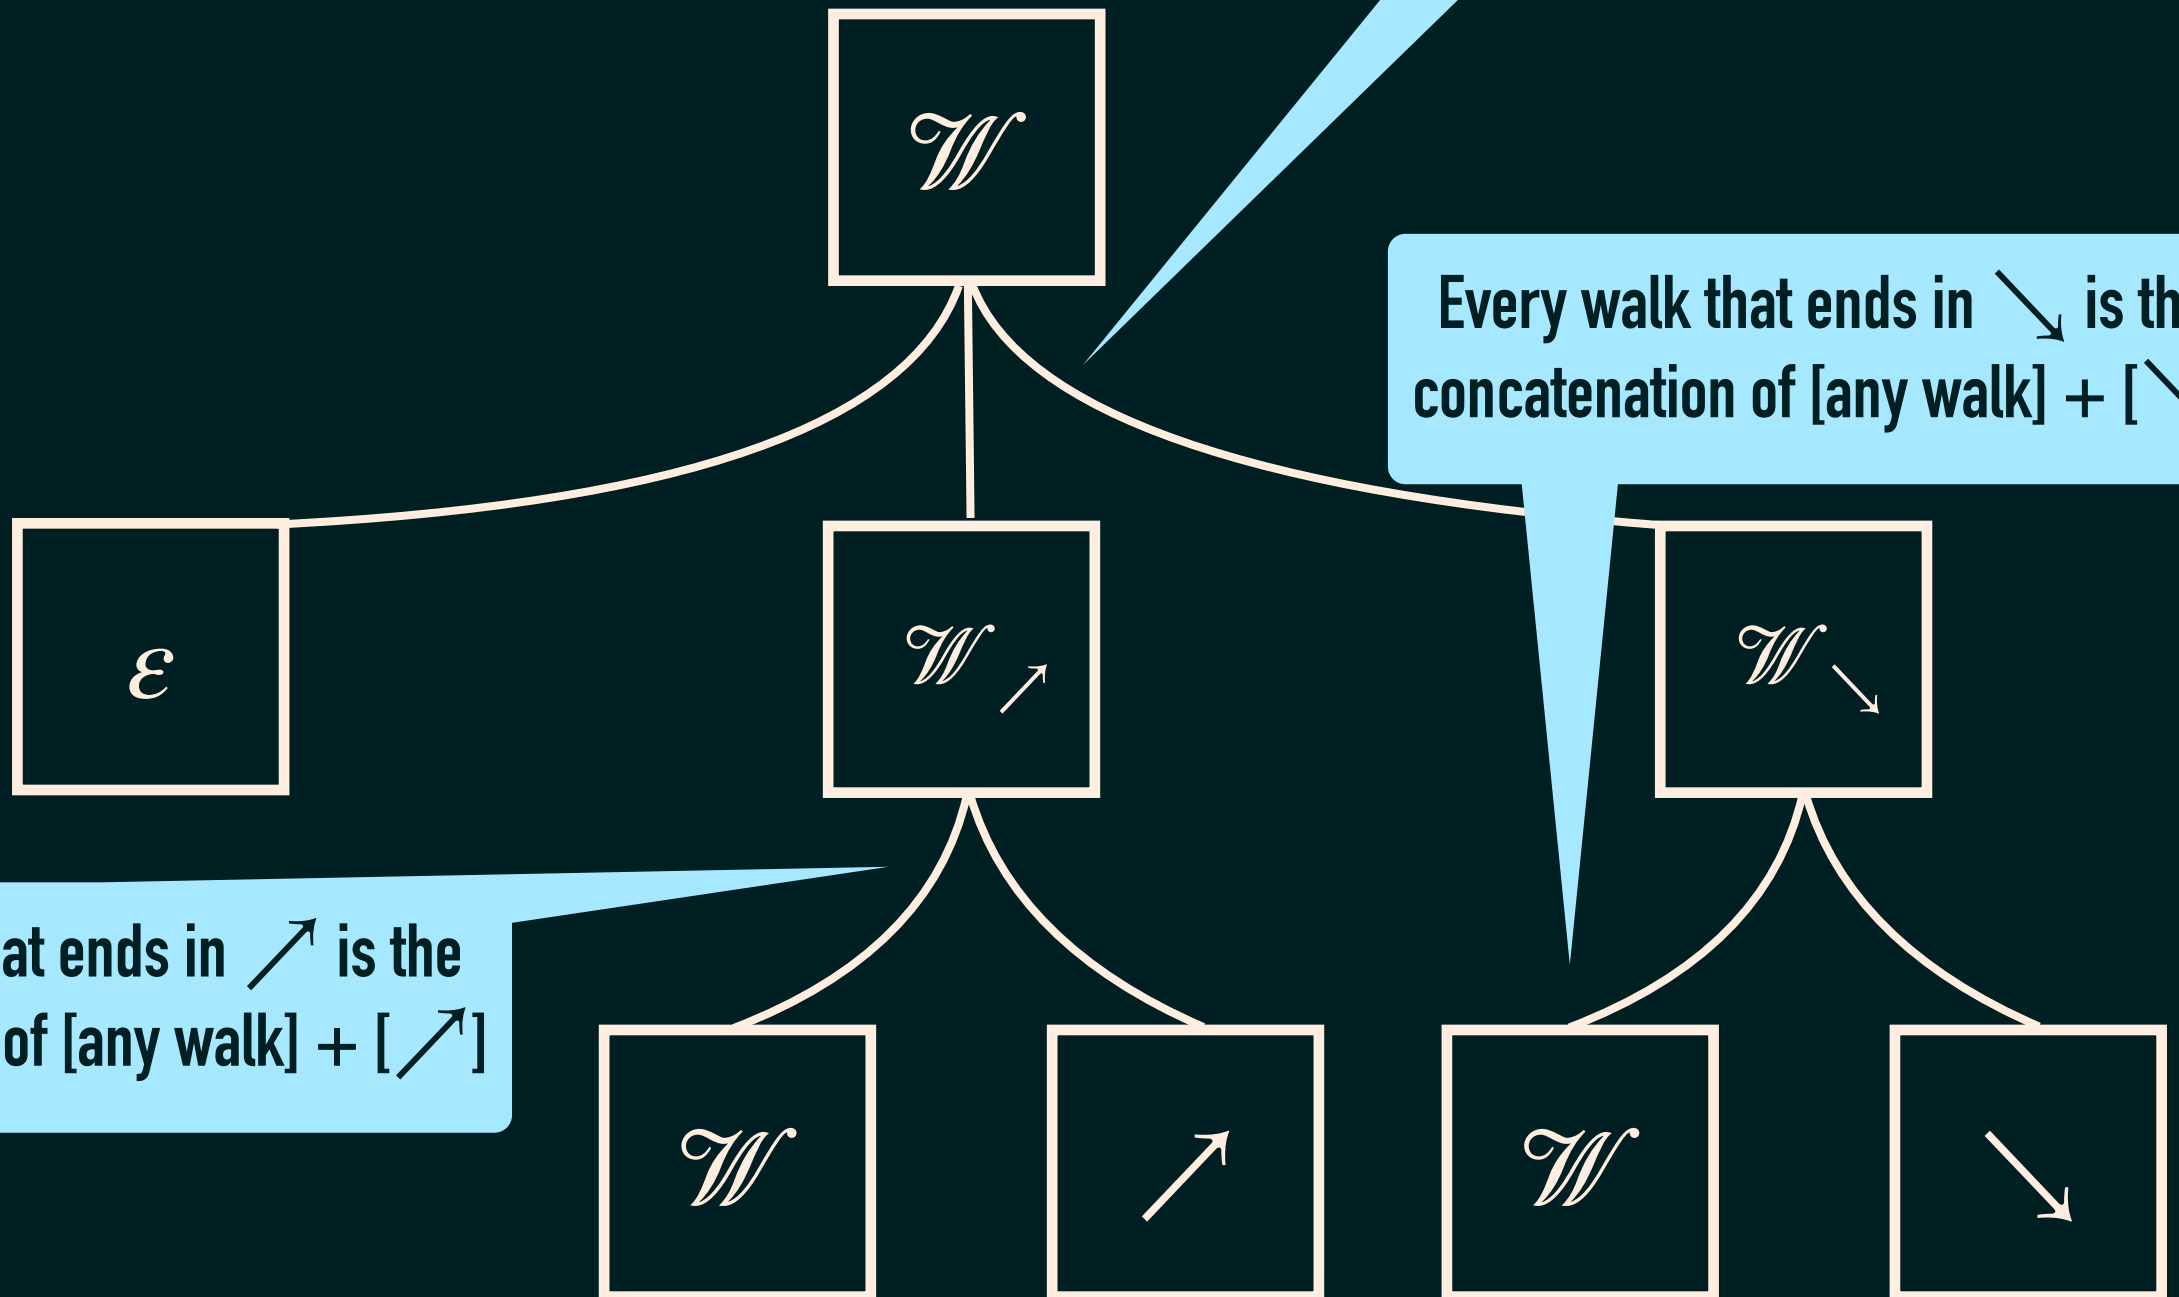 𝒲
Every walk that ends in ↘ is th
concatenation of [any walk] + [↘
ε
𝒲↗
𝒲↘
at ends in ↗ is the
of [any walk] + [↗]
𝒲
↗
𝒲
↘